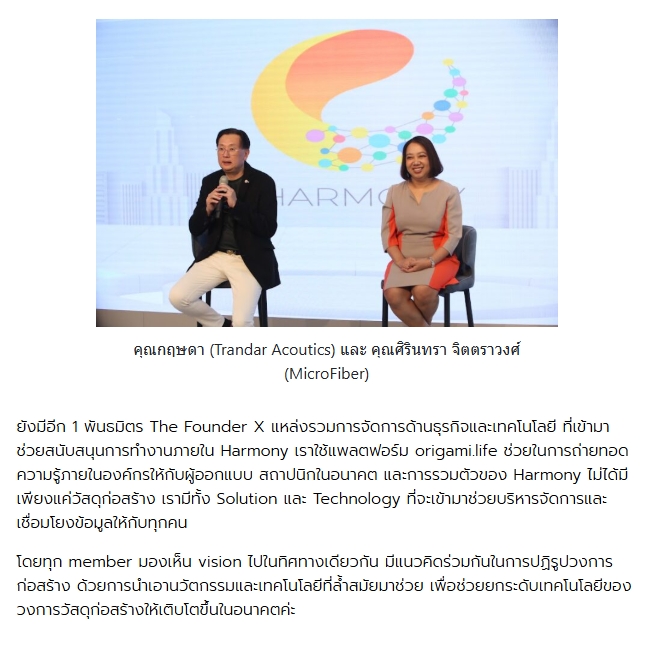 HARMONY
คุณกฤษดา (Trandar Acoutics) และ คุณศิรินทรา จิตตราวงศ์
(MicroFiber)
ยังมีอีก 1 พันธมิตร The Founder X แหล่งรวมการจัดการด้านธุรกิจและเทคโนโลยี ที่เข้ามา
ช่วยสนับสนุนการทำงานภายใน Harmony เราใช้แพลตฟอร์ม origami.life ช่วยในการถ่ายทอด
ความรู้ภายในองค์กรให้กับผู้ออกแบบ สถาปนิกในอนาคต และการรวมตัวของ Harmony ไม่ได้มี
เพียงแค่วัสดุก่อสร้าง เรามีทั้ง Solution และ Technology ที่จะเข้ามาช่วยบริหารจัดการและ
เชื่อมโยงข้อมูลให้กับทุกคน
โดยทุก member มองเห็น vision ไปในทิศทางเดียวกัน มีแนวคิดร่วมกันในการปฏิรูปวงการ
ก่อสร้าง ด้วยการนำเอานวัตกรรมและเทคโนโลยีที่ล้ำสมัยมาช่วย เพื่อช่วยยกระดับเทคโนโลยีของ
วงการวัสดุก่อสร้างให้เติบโตขึ้นในอนาคตค่ะ